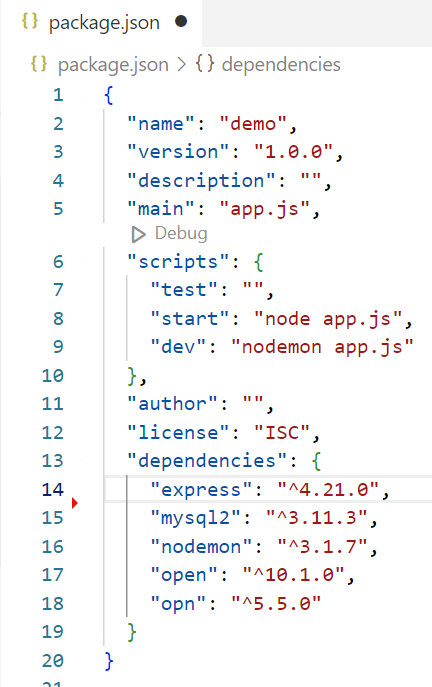 {} package.json ●
{} package.json > {} dependencies
1 {
2 "name": "demo",
3 "version": "1.0.0",
4 "description": "",
5 "main": "app.js",
Debug
6 "scripts": {
7 "test": "",
8 "start": "node app.js",
9 "dev": "nodemon app.js"
10 },
11 "author": "",
12 "license": "ISC",
13 "dependencies": {
14 "express": "^4.21.0",
15 "mysql2": "^3.11.3",
16 "nodemon": "^3.1.7",
17 "open": "^10.1.0",
18 "opn": "^5.5.0"
19 }
20 }
21